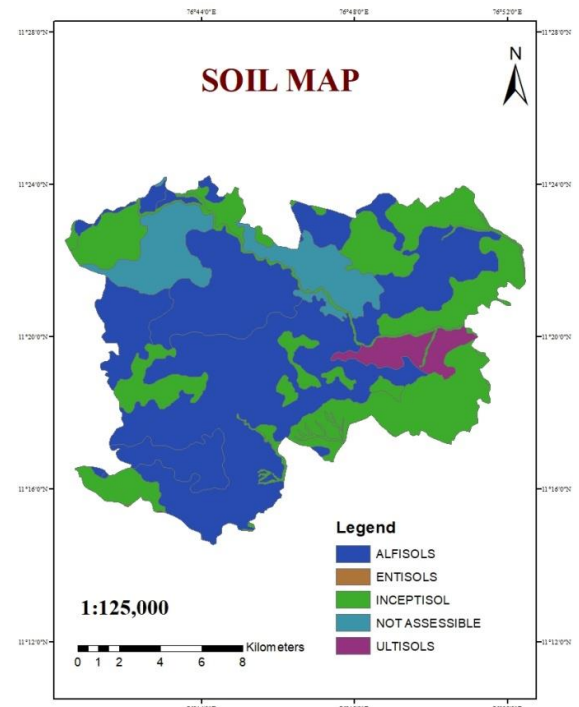 76°44'0"E 76°48'0"E 76°52'0"E
11°28'0"N 11°28'0"N
N
SOIL MAP
11°24'0"N 11°24'0"N
11°20'0"N 11°20'0"N
11°16'0"N 11°16'0"N
Legend
ALFISOLS
ENTISOLS
INCEPTISOL
NOT ASSESSIBLE
ULTISOLS
1:125,000
Kilometers
0 1 2 4 6 8
11°12'0"N 11°12'0"N